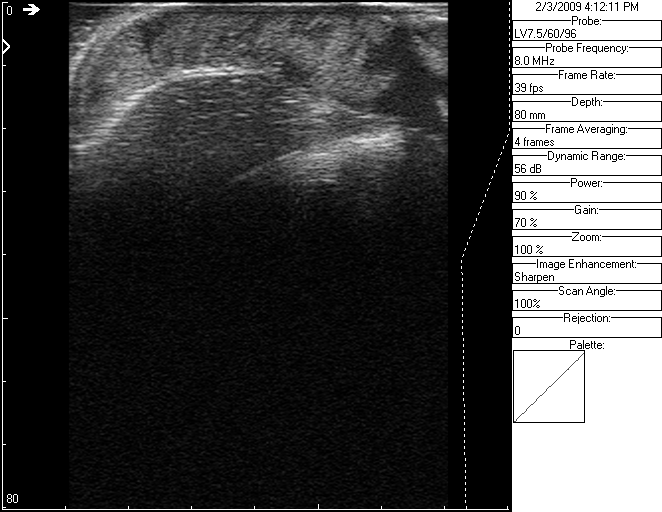 0
2/3/2009 4:12:11 PM
Probe:
LV7.5/60/96
Probe Frequency:
8.0 MHz
Frame Rate:
39 fps
Depth:
80 mm
Frame Averaging:
4 frames
Dynamic Range:
56 dB
Power:
90 %
Gain:
70 %
Zoom:
100 %
Image Enhancement:
Sharpen
Scan Angle:
100%
Rejection:
0
Palette:
80